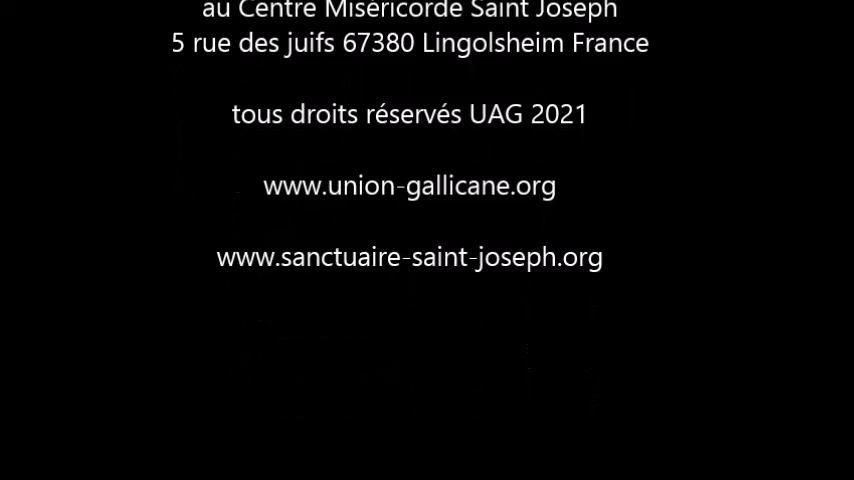 au Centre Miséricorde Saint Joseph
5 rue des juifs 67380 Lingolsheim France
tous droits réservés UAG 2021
www.union-gallicane.org
www.sanctuaire-saint-joseph.org